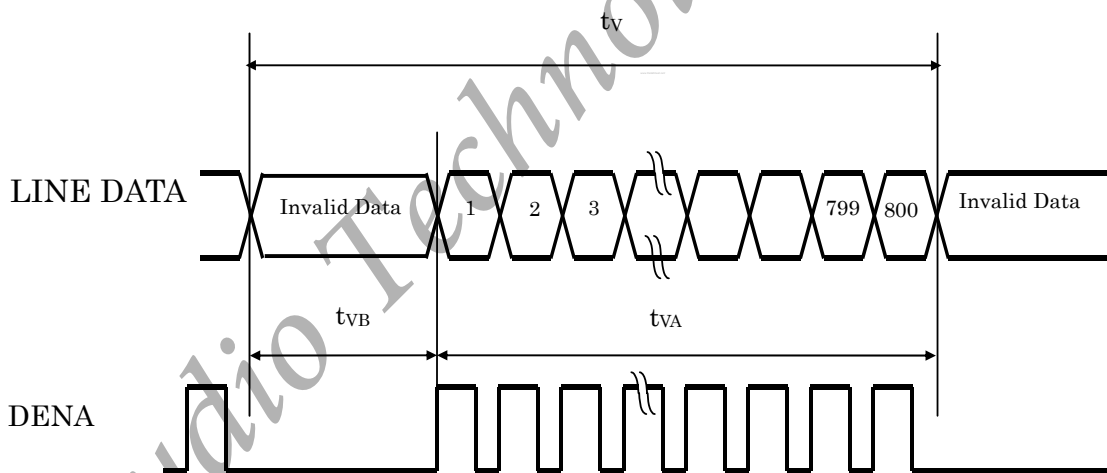 tV
LINE DATA
Invalid Data 1 2 3 799 800 Invalid Data
tVB tVA
DENA